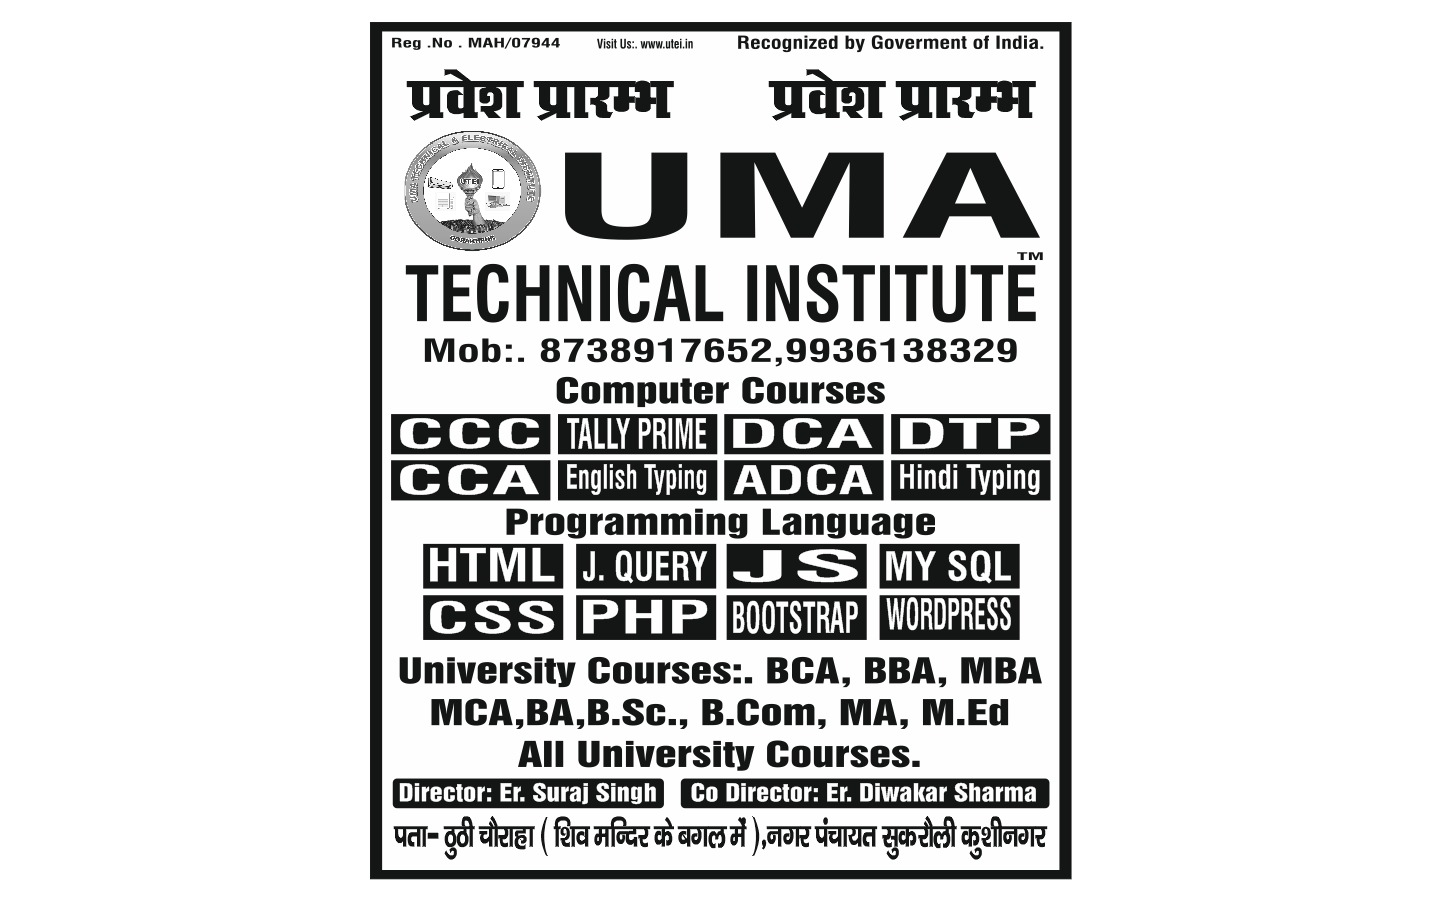 Reg .No . MAH/07944 Visit Us:. www.utei.in Recognized by Goverment of India.
प्रवेश प्रारम्भ प्रवेश प्रारम्भ
UMA
TM
TECHNICAL INSTITUTE
Mob:. 8738917652,9936138329
Computer Courses
CCC TALLY PRIME DCA DTP
CCA English Typing ADCA Hindi Typing
Programming Language
HTML J. QUERY JS MY SQL
CSS PHP BOOTSTRAP WORDPRESS
University Courses:. BCA, BBA, MBA
MCA,BA,B.Sc., B.Com, MA, M.Ed
All University Courses.
Director: Er. Suraj Singh Co Director: Er. Diwakar Sharma
पता- ठुठी चौराहा ( शिव मन्दिर के बगल में ),नगर पंचायत सुकरौली कुशीनगर